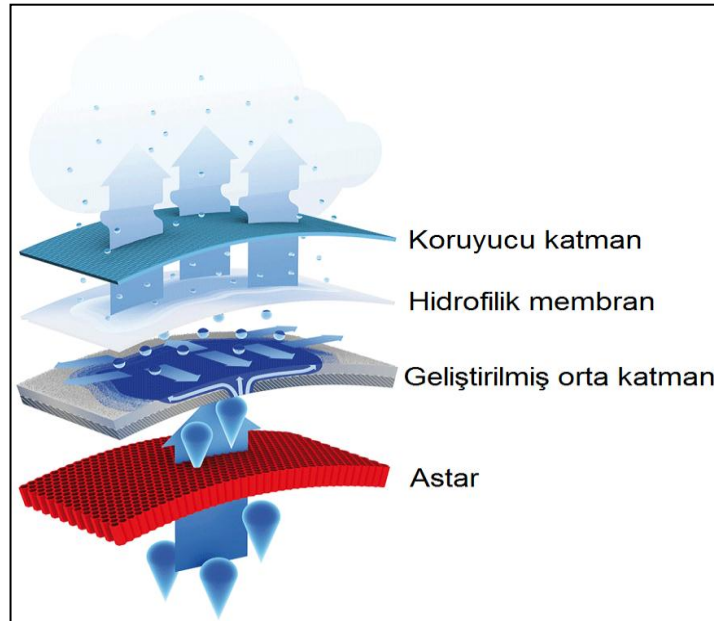 Koruyucu katman
Hidrofilik membran
Geliştirilmiş orta katman
Astar